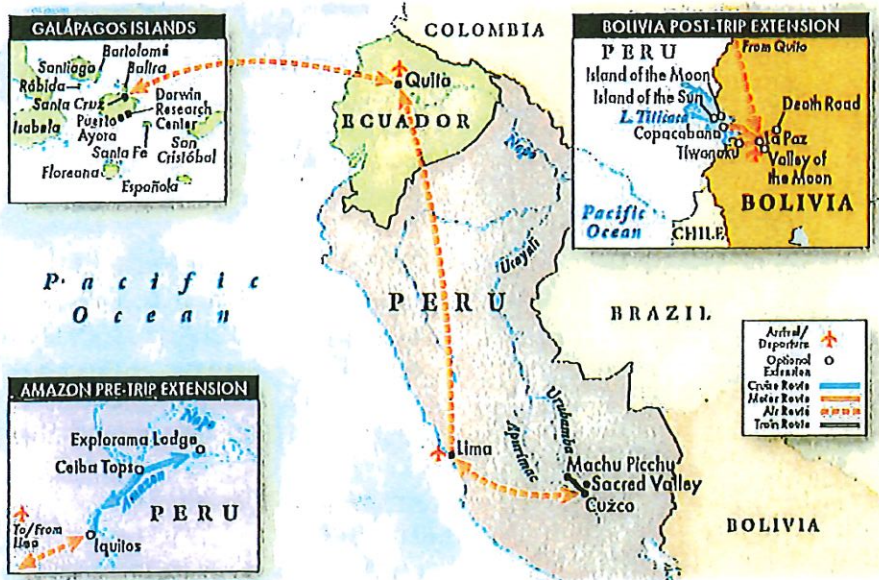 GALÁPAGOS ISLANDS
Bartolomé
Santiago
Baltra
Rábida
Santa Cruz
Darwin
Research
Center
Isabela
Puerto
Ayora
Santa Fe
San
Cristóbal
Floreana
Española
COLOMBIA
Quito
ECUADOR
Napo
Ucayali
PERU
Pacific
Ocean
BRAZIL
Lima
Urubamba
Apurimac
Machu Picchu
Sacred Valley
Cuzco
BOLIVIA
BOLIVIA POST-TRIP EXTENSION
PERU
From Quito
Island of the Moon
Island of the Sun
L. Titicaca
Copacabana
Tiwanaku
Death Road
La Paz
Valley of
the Moon
BOLIVIA
Pacific
Ocean
CHILE
Arrival/
Departure
Optional
Extension
Cruise Route
Motor Route
Air Route
Train Route
AMAZON PRE-TRIP EXTENSION
Napo
Explorama Lodge
Ceiba Tops
Amazon
PERU
To/From
Iquitos